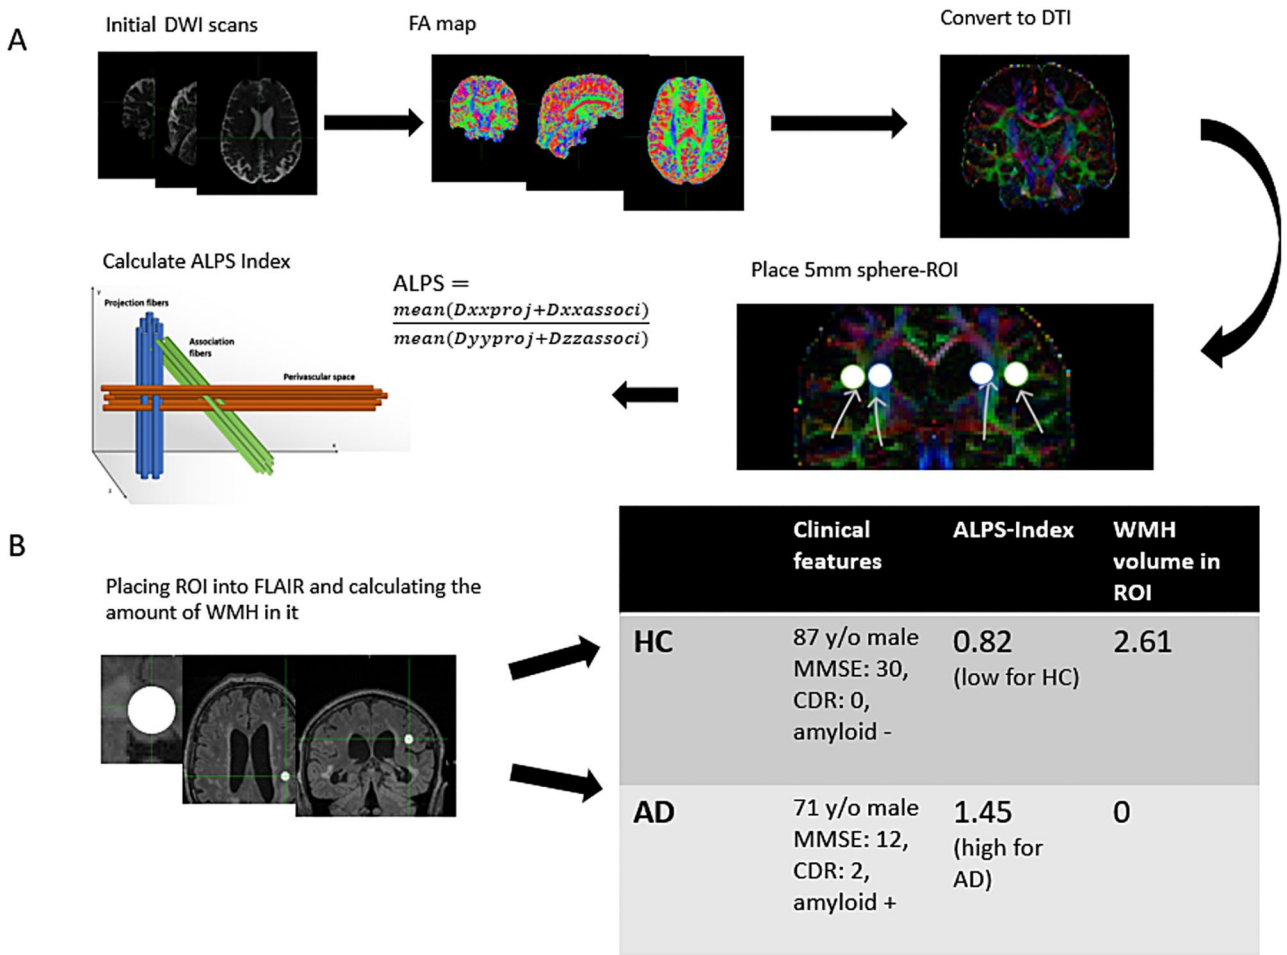 A
Initial DWI scans
FA map
Convert to DTI
Calculate ALPS Index
ALPS =
mean(Dxxproj+Dxxassoci)
mean(Dyyproj+Dzzassoci)
Place 5mm sphere-ROI
y
Projection fibers
Association
fibers
Perivascular space
x
z
B
Placing ROI into FLAIR and calculating the
amount of WMH in it
Clinical
features
ALPS-Index
WMH
volume in
ROI
HC
87 y/o male
MMSE: 30,
CDR: 0,
amyloid -
0.82
(low for HC)
2.61
AD
71 y/o male
MMSE: 12,
CDR: 2,
amyloid +
1.45
(high for
AD)
0